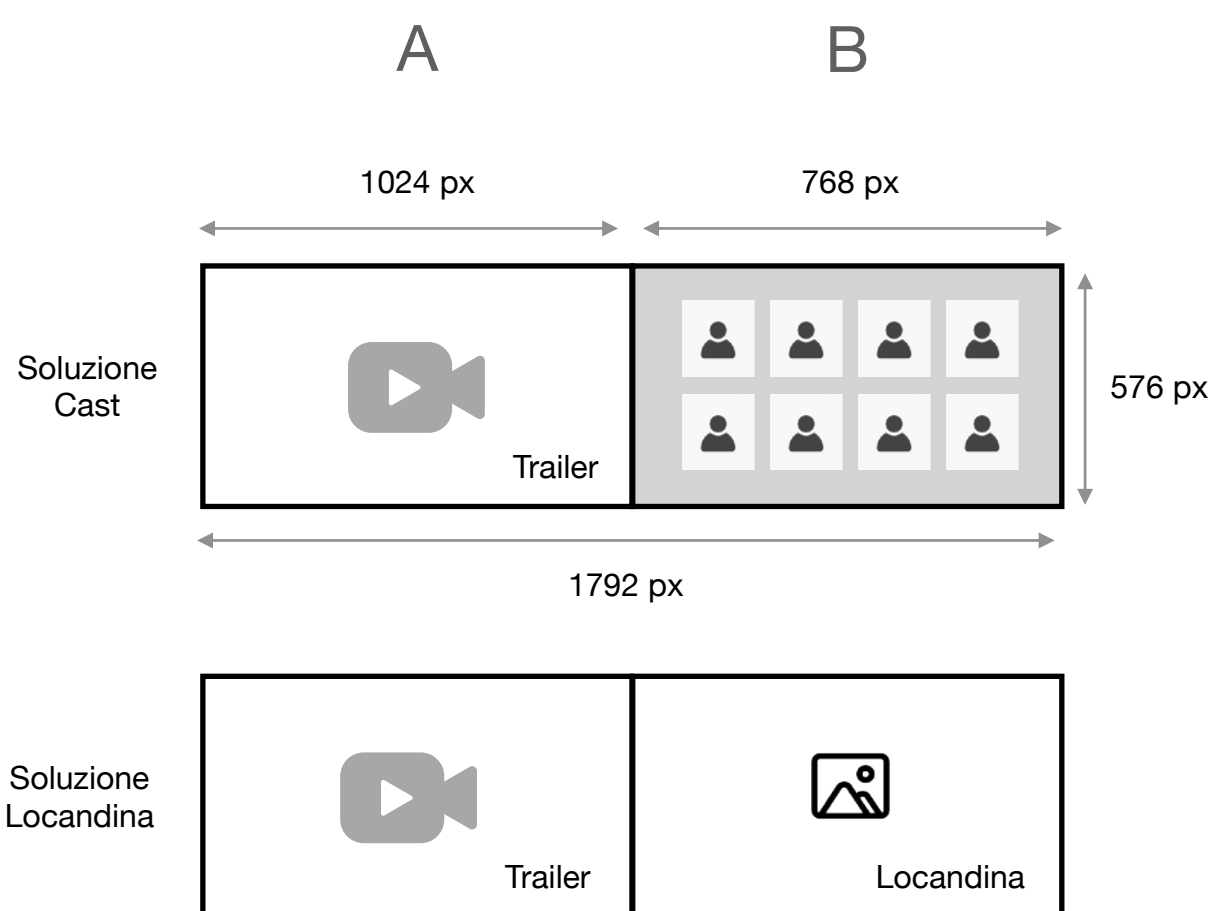 A
B
1024 px
768 px
Soluzione
Cast
Trailer
576 px
1792 px
Soluzione
Locandina
Trailer
Locandina